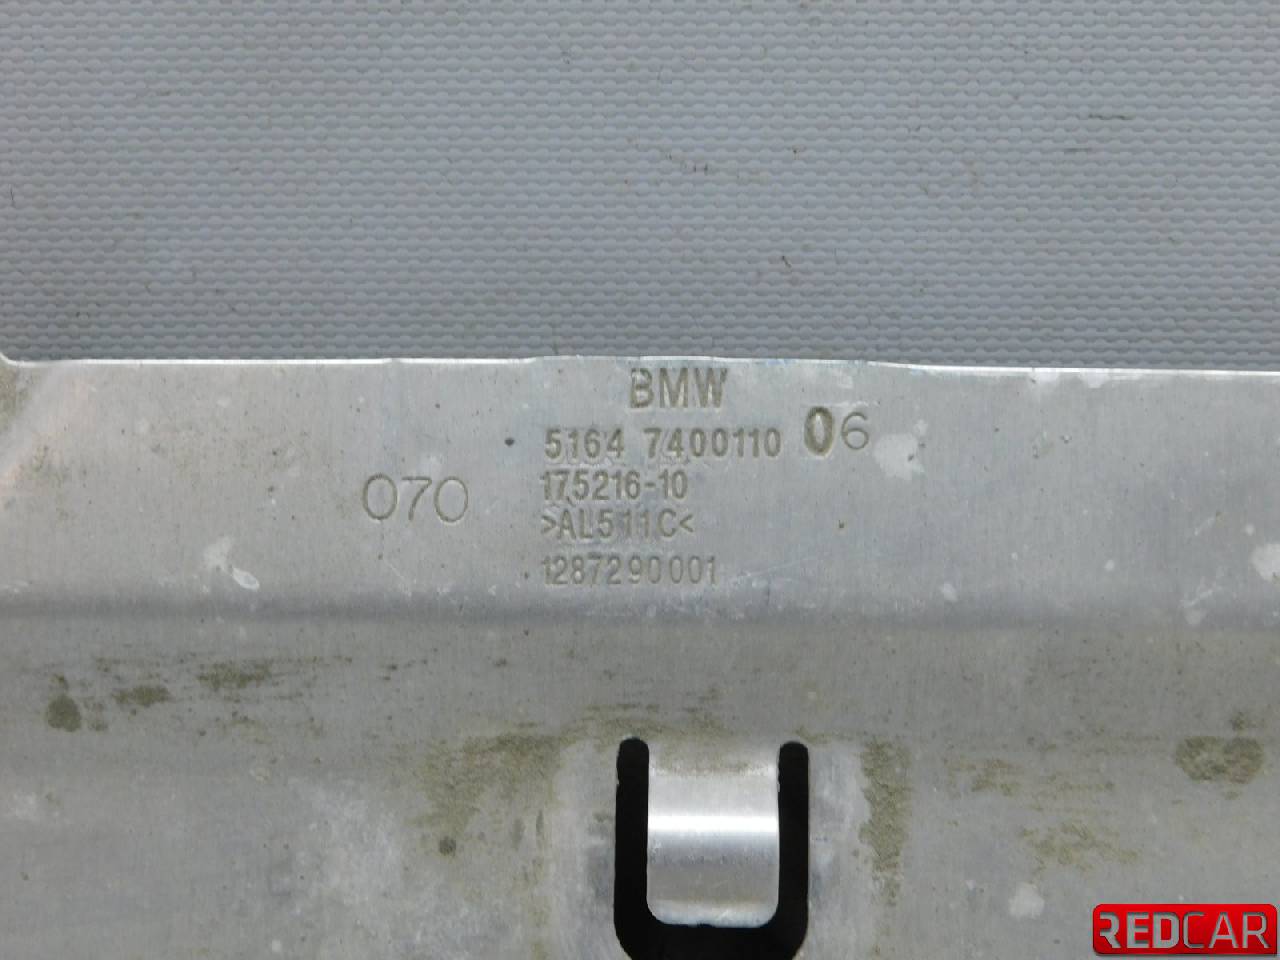 BMW
5164 7400110 06
070 175216-10
>AL511C<
1287290001
REDCAR